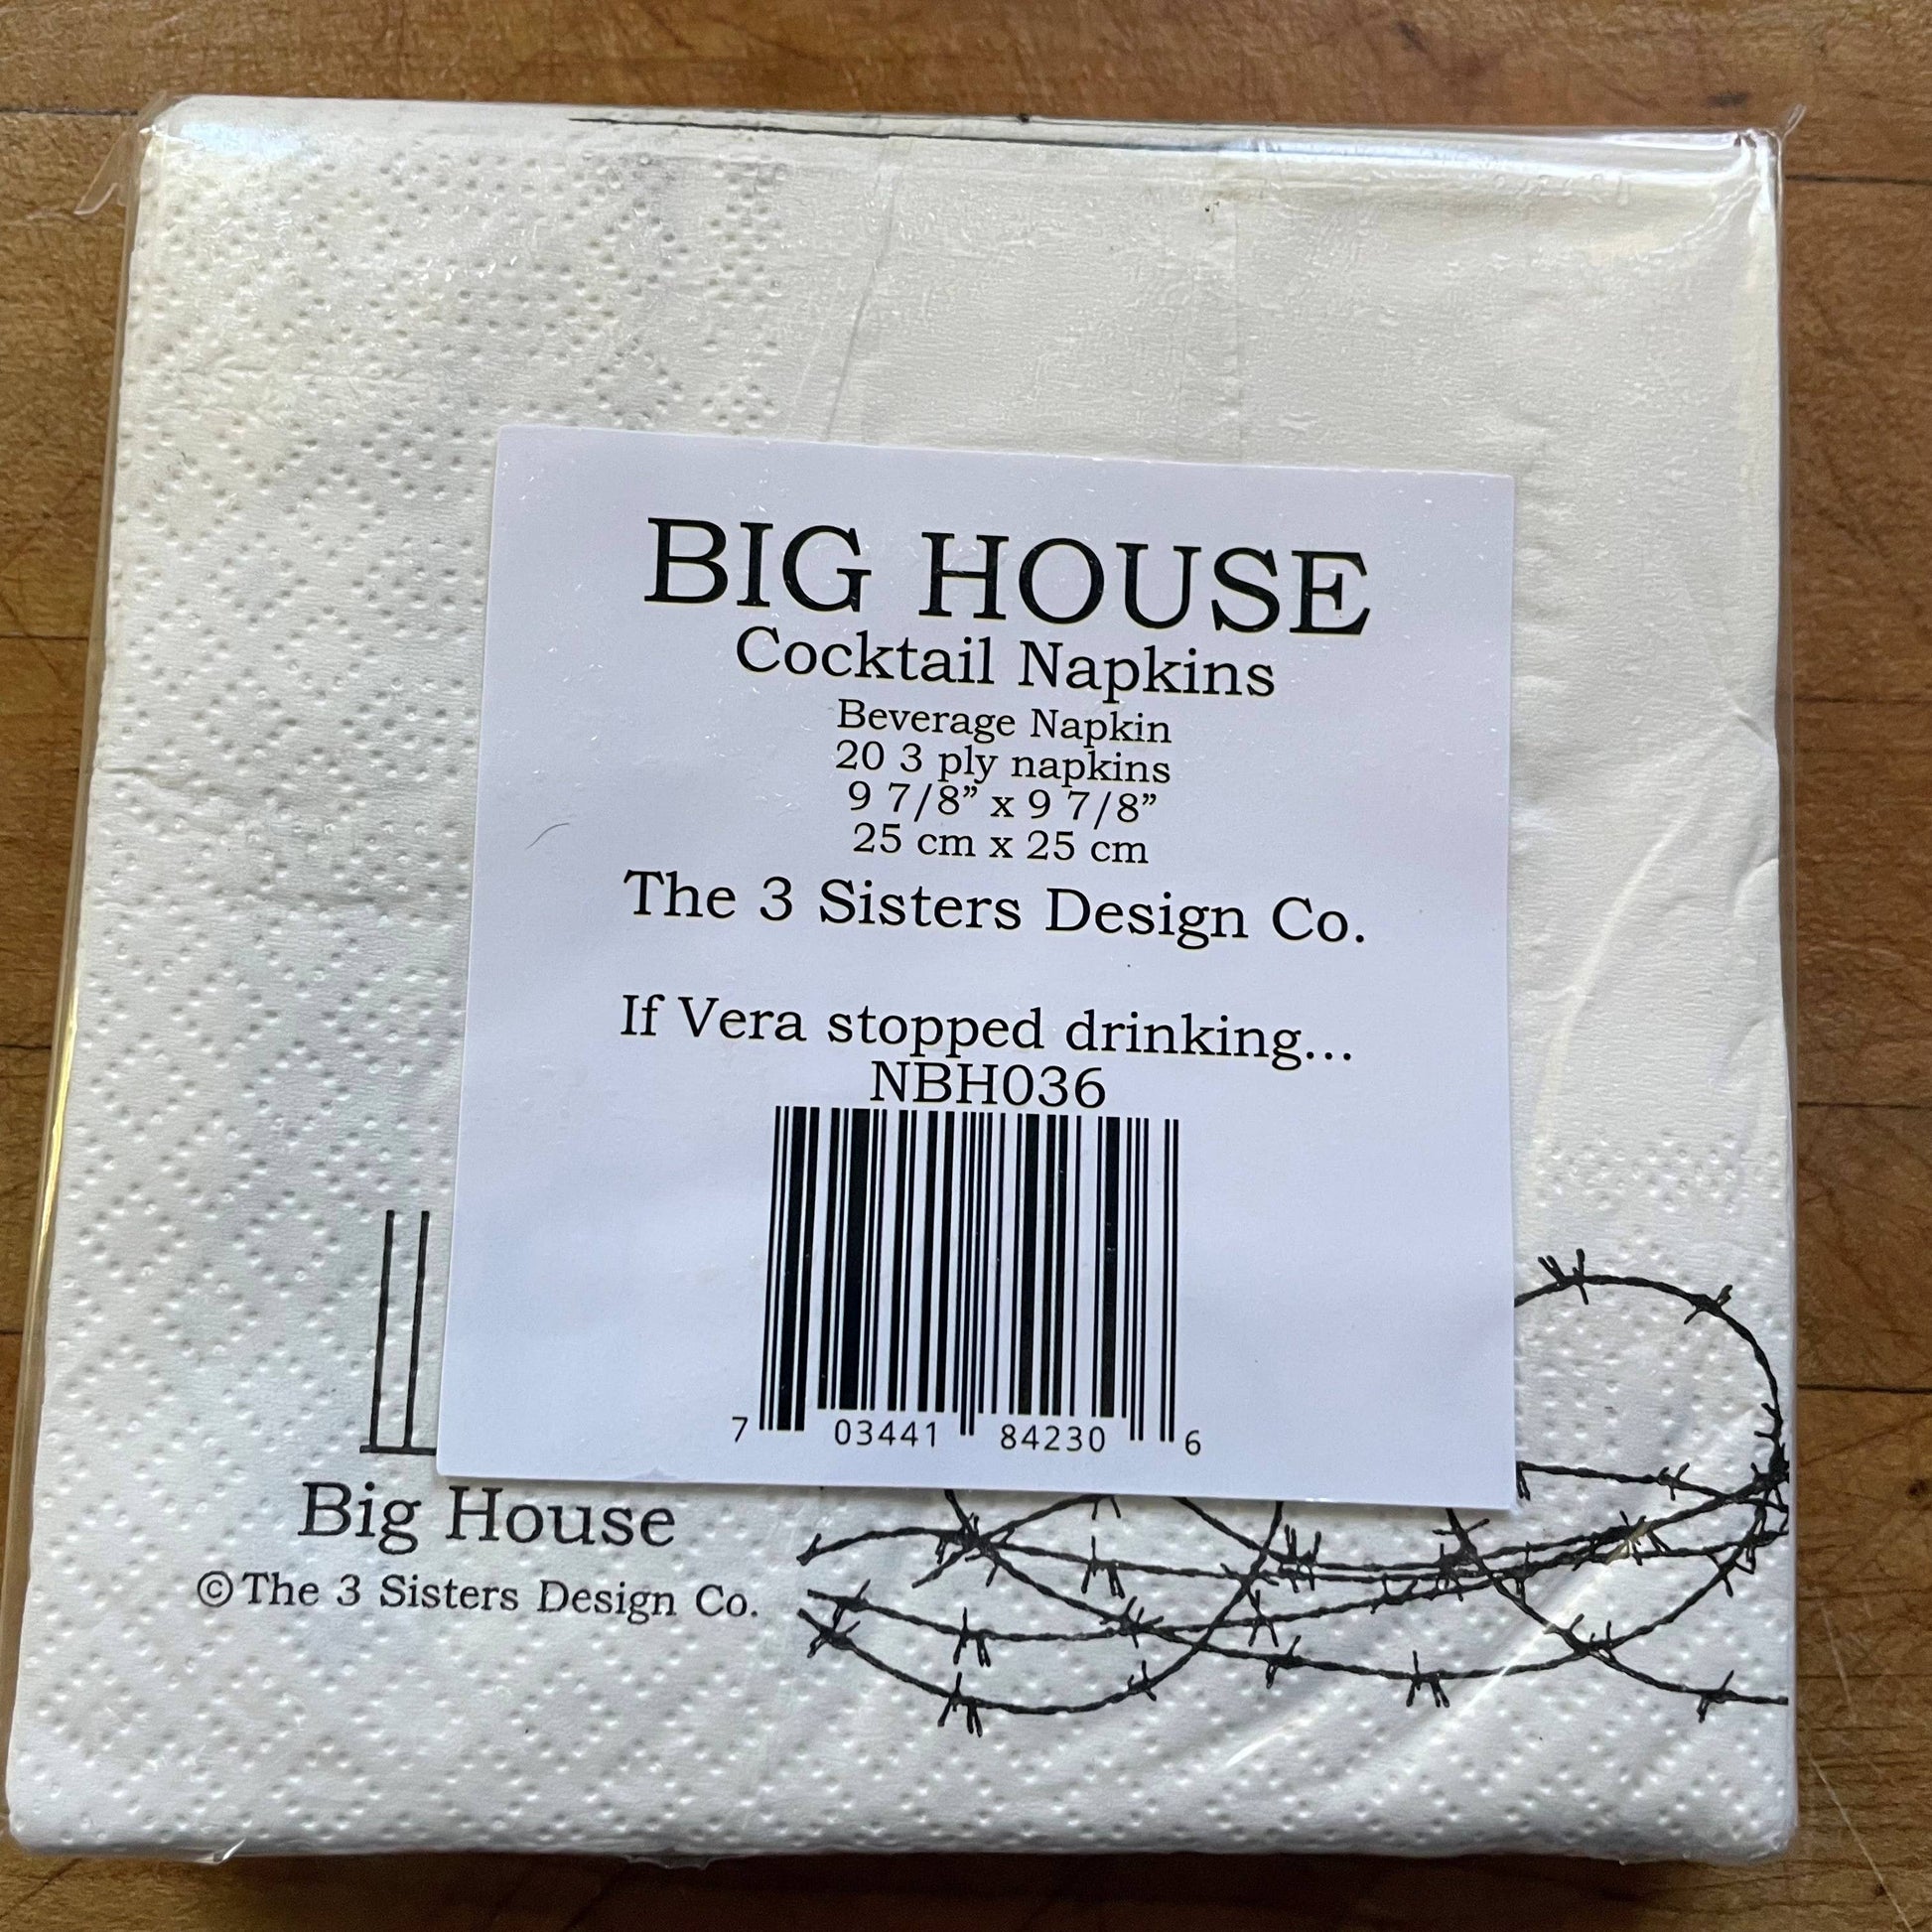 BIG HOUSE
Cocktail Napkins
Beverage Napkin
20 3 ply napkins
9 7/8” x 9 7/8”
25 cm x 25 cm
The 3 Sisters Design Co.
If Vera stopped drinking...
NBH036
7 03441 84230 6
Big House
©The 3 Sisters Design Co.